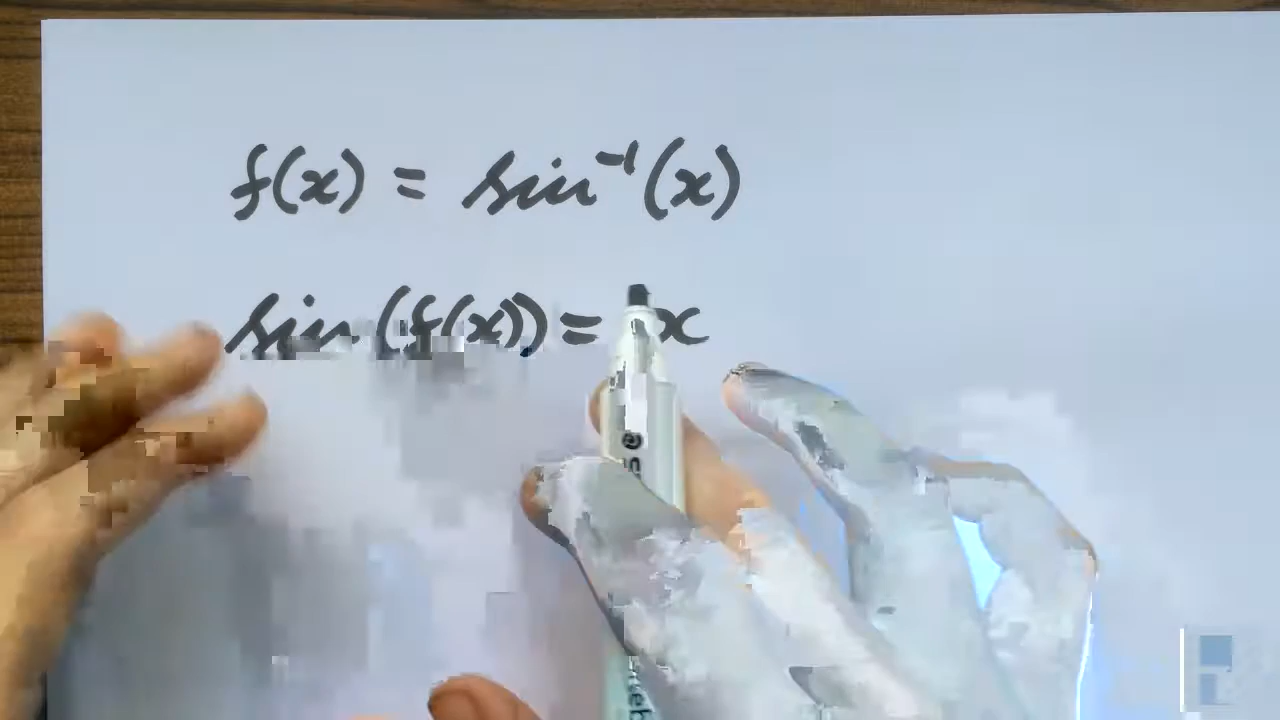 f(x) = sin⁻¹(x)
sin (f(x)) = x